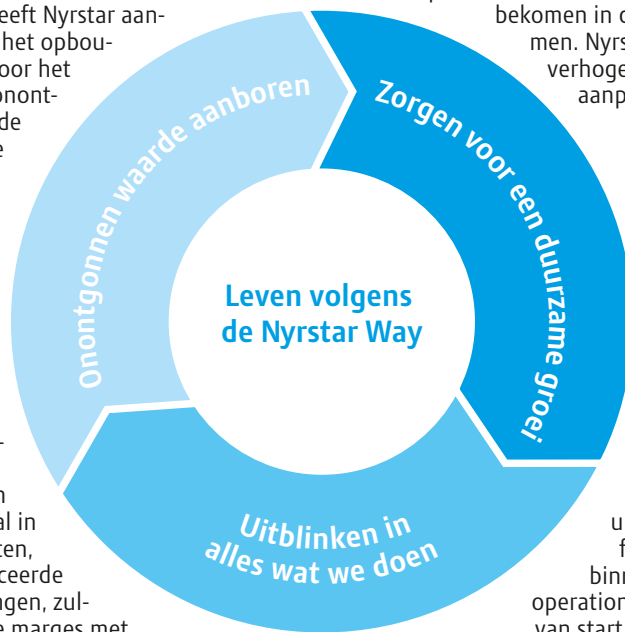 eeft Nyrstar aan-
het opbou-
oor het
onont-
de
bekomen in
men. Nyrs
verhoge
aanp
Onontgonnen waarde aanboren
Zorgen voor een duurzame groei
Leven volgens
de Nyrstar Way
Uitblinken in
alles wat we doen
al in
ten,
ceerde
ngen, zul-
e marges met
binn
operation
van start